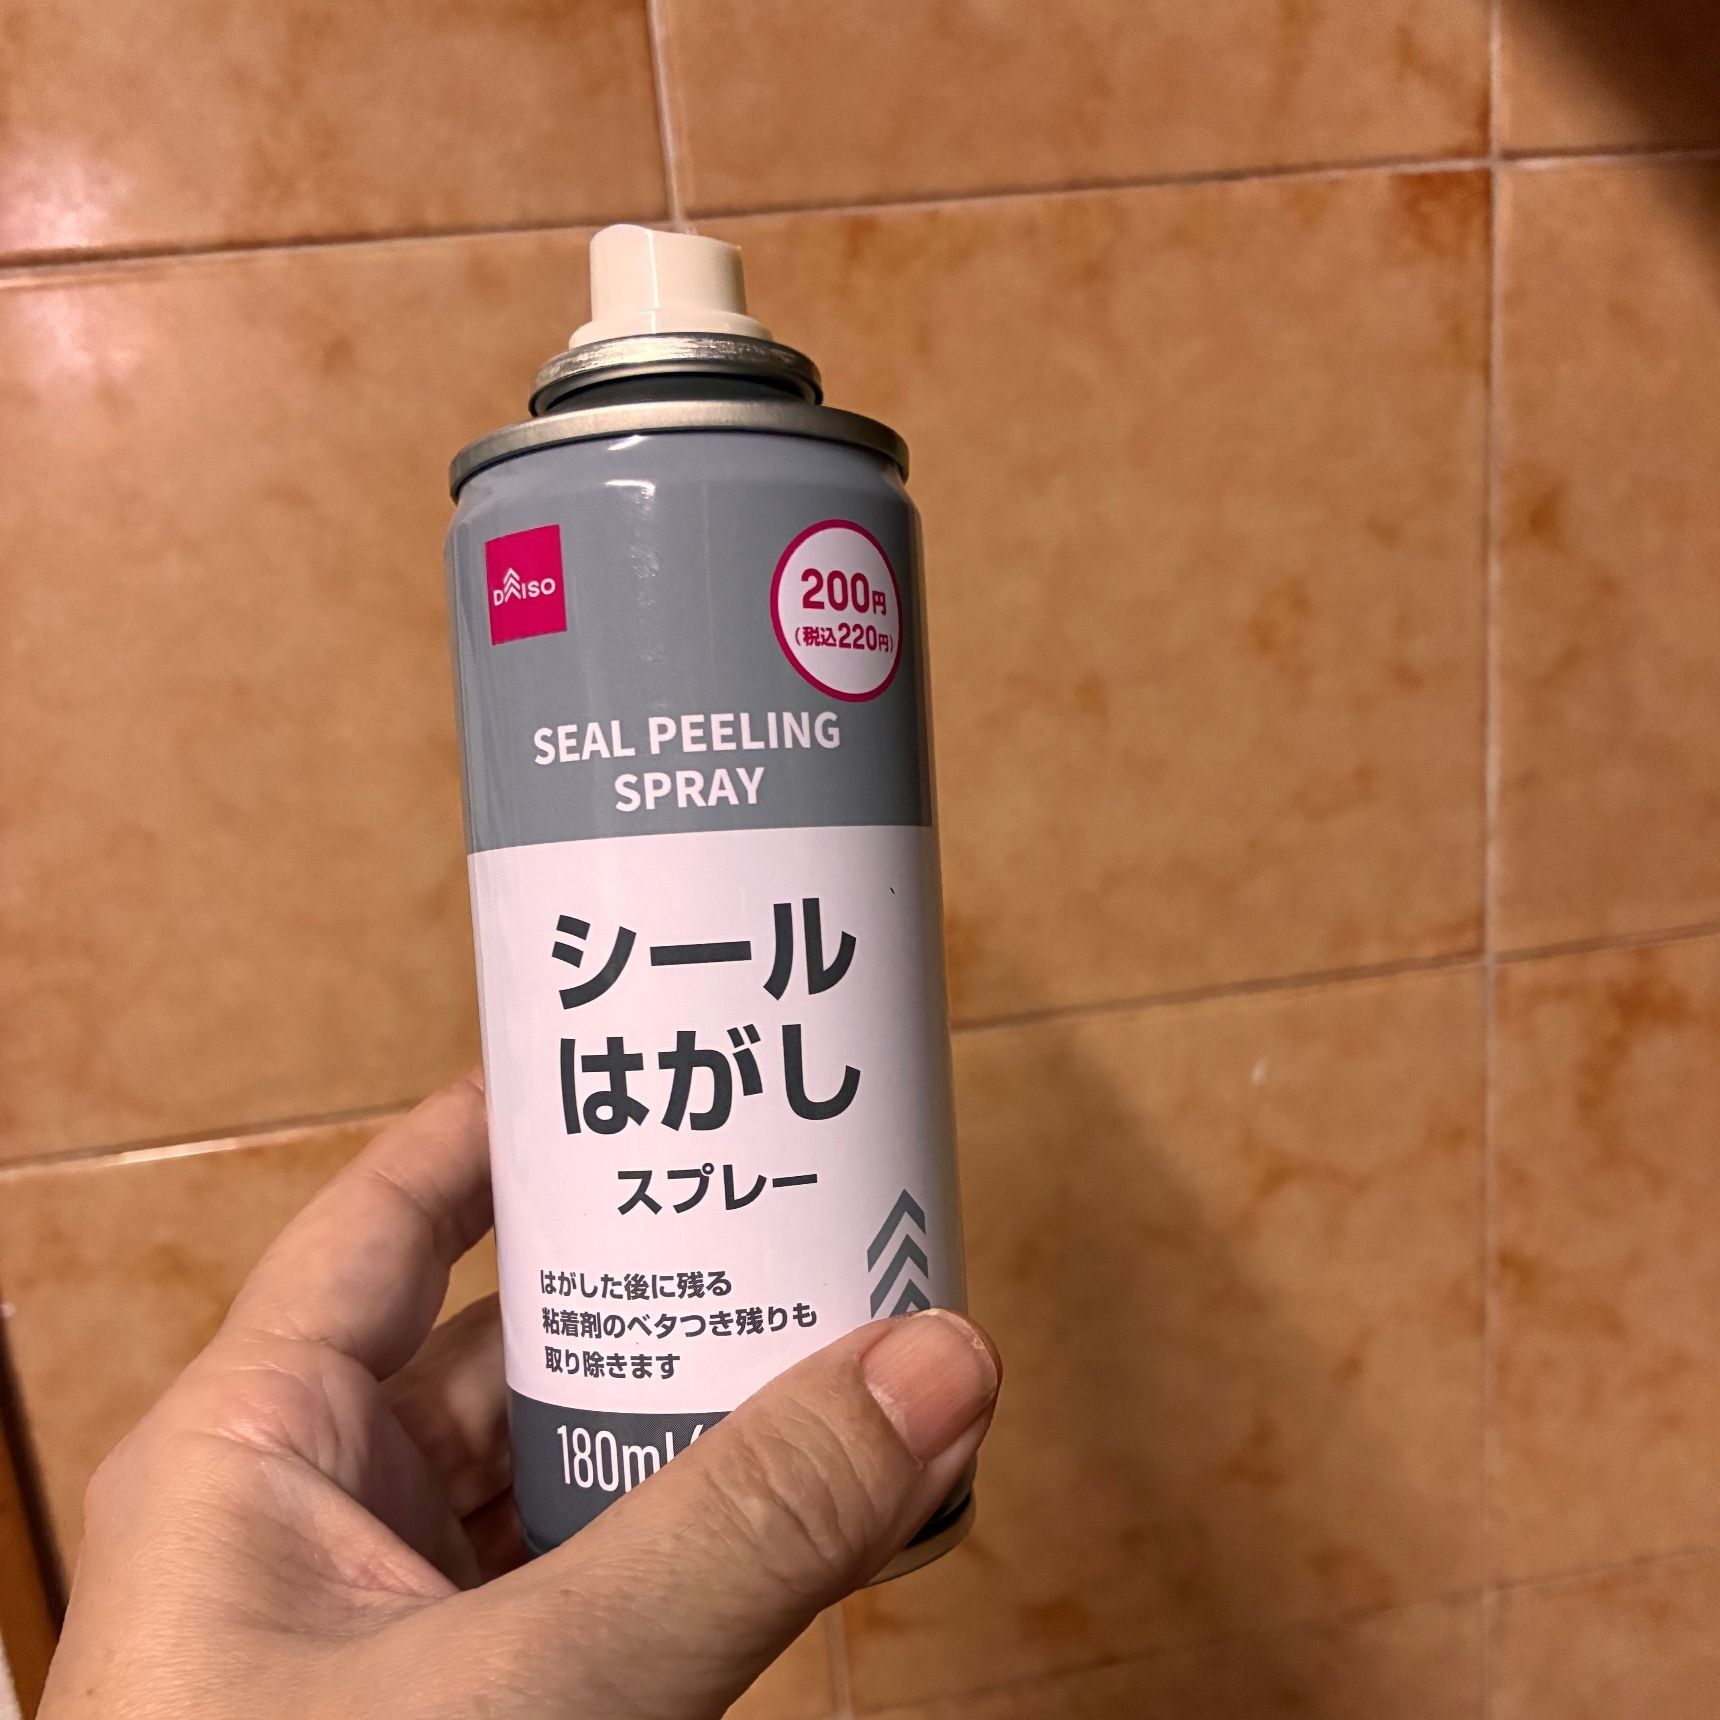 DAISO
200円
(税込220円)
SEAL PEELING
SPRAY
シール
はがし
スプレー
はがした後に残る
粘着剤のベタつき残りも
取り除きます
180ml